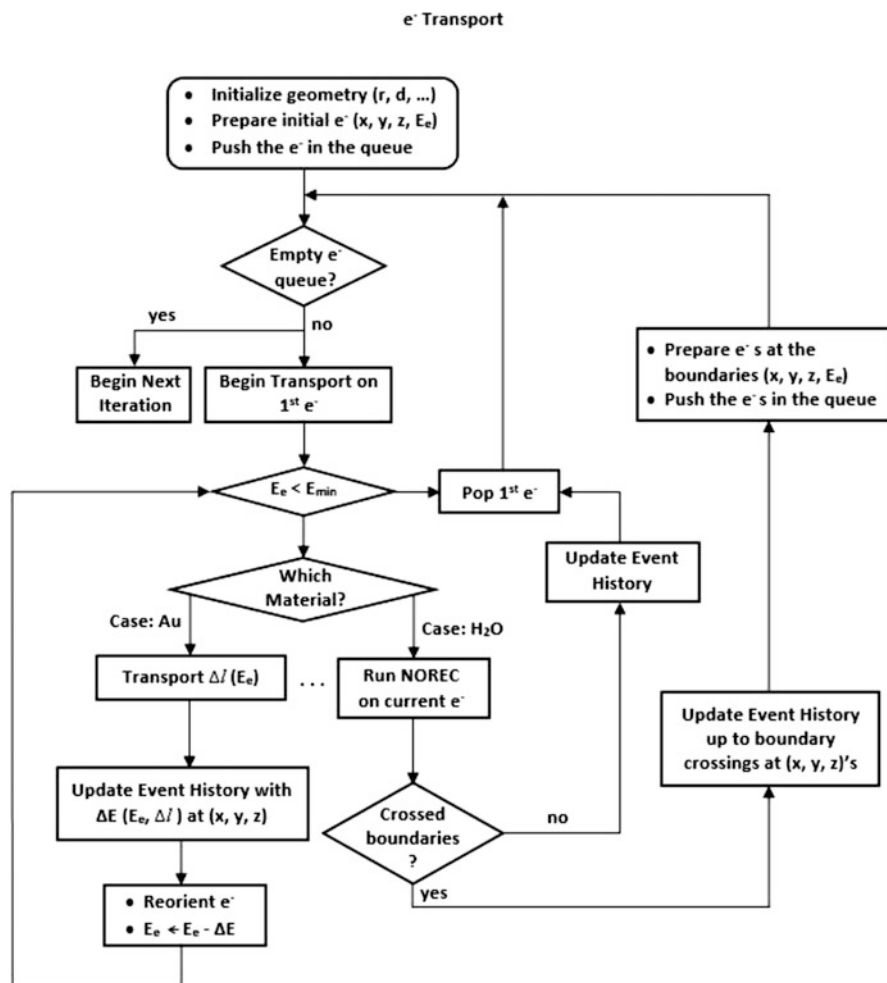 e⁻ Transport
• Initialize geometry (r, d, ...)
• Prepare initial e⁻ (x, y, z, Eₑ)
• Push the e⁻ in the queue
Empty e⁻
queue?
yes
no
Begin Next
Iteration
Begin Transport on
1ˢᵗ e⁻
• Prepare e⁻ s at the
boundaries (x, y, z, Eₑ)
• Push the e⁻ s in the queue
Eₑ < Eₘᵢₙ
Pop 1ˢᵗ e⁻
Update Event
History
Which
Material?
Case: Au
Case: H₂O
Transport Δl (Eₑ)
...
Run NOREC
on current e⁻
Update Event History
up to boundary
crossings at (x, y, z)'s
Update Event History with
ΔE (Eₑ, Δl ) at (x, y, z)
Crossed
boundaries
?
no
yes
• Reorient e⁻
• Eₑ ← Eₑ - ΔE